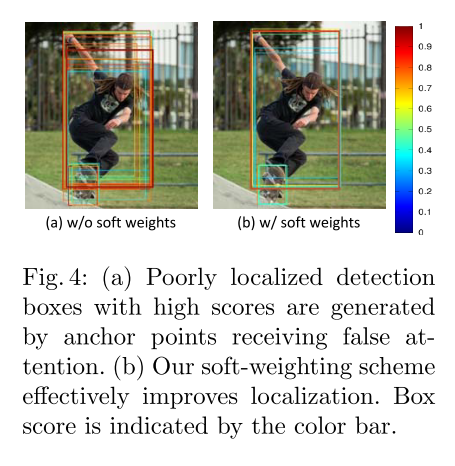 1
0.9
0.8
0.7
0.6
0.5
0.4
0.3
0.2
0.1
0
(a) w/o soft weights
(b) w/ soft weights
Fig. 4: (a) Poorly localized detection
boxes with high scores are generated
by anchor points receiving false at-
tention. (b) Our soft-weighting scheme
effectively improves localization. Box
score is indicated by the color bar.